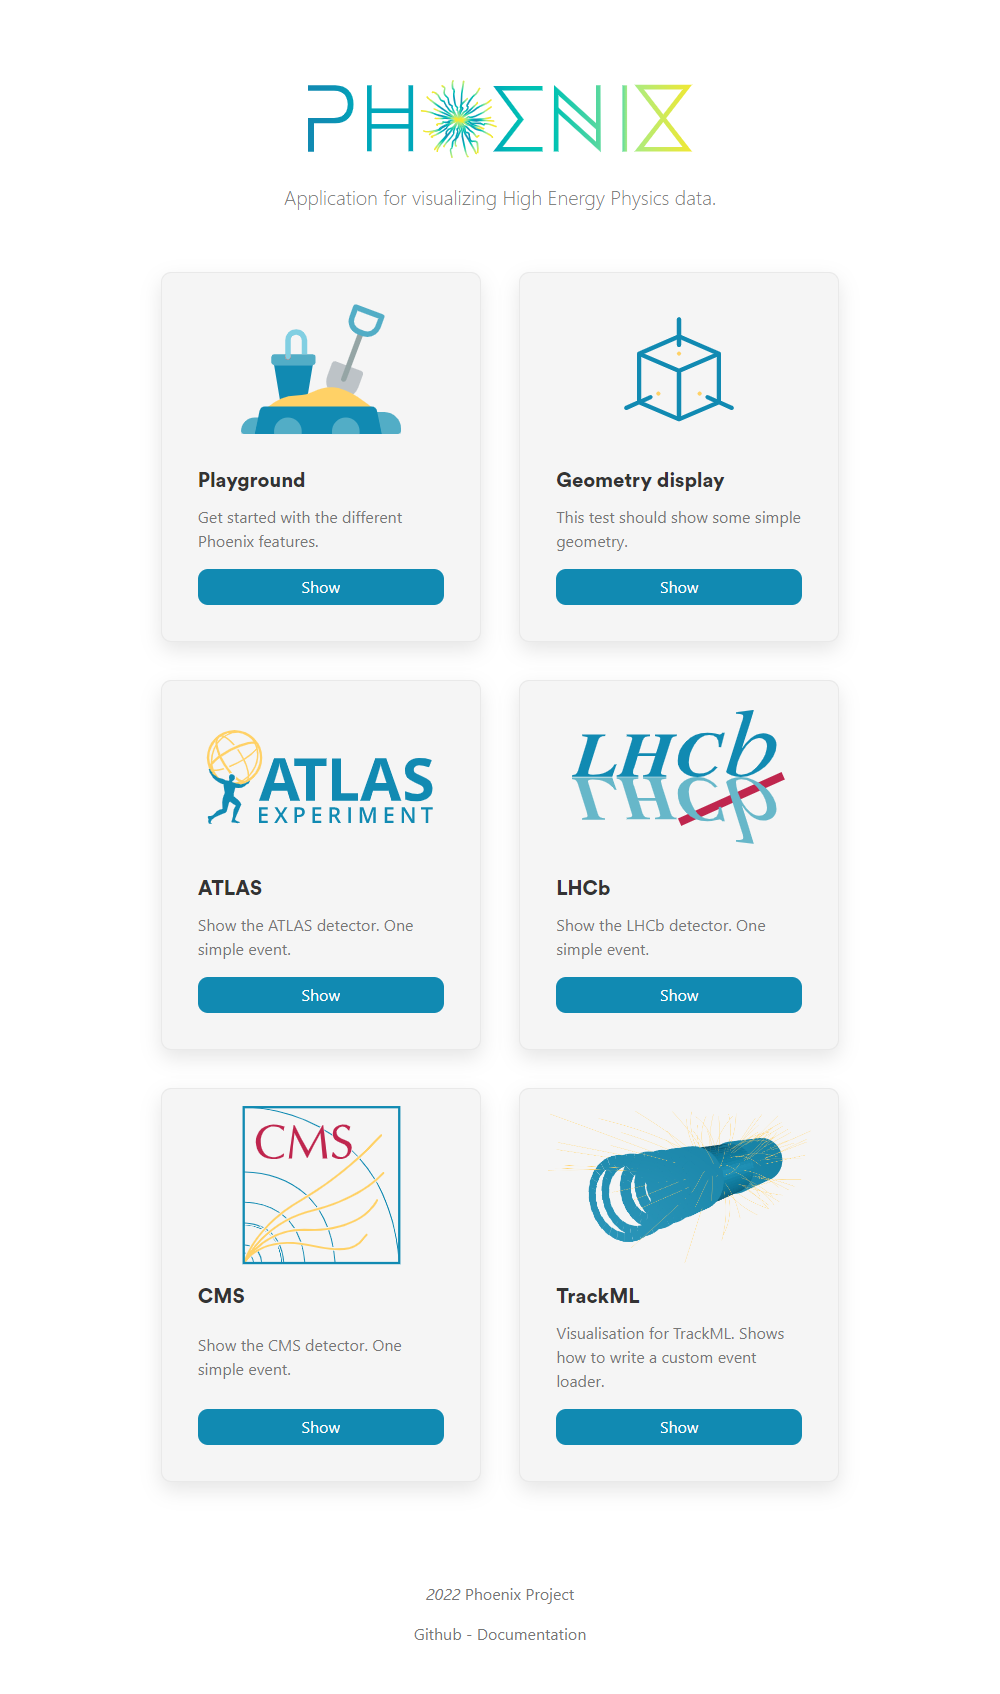 PHOENIX
Application for visualizing High Energy Physics data.
Playground
Get started with the different
Phoenix features.
Show
Geometry display
This test should show some simple
geometry.
Show
ATLAS
EXPERIMENT
ATLAS
Show the ATLAS detector. One
simple event.
Show
LHCb
LHCb
Show the LHCb detector. One
simple event.
Show
CMS
CMS
Show the CMS detector. One
simple event.
Show
TrackML
Visualisation for TrackML. Shows
how to write a custom event
loader.
Show
2022 Phoenix Project
Github - Documentation